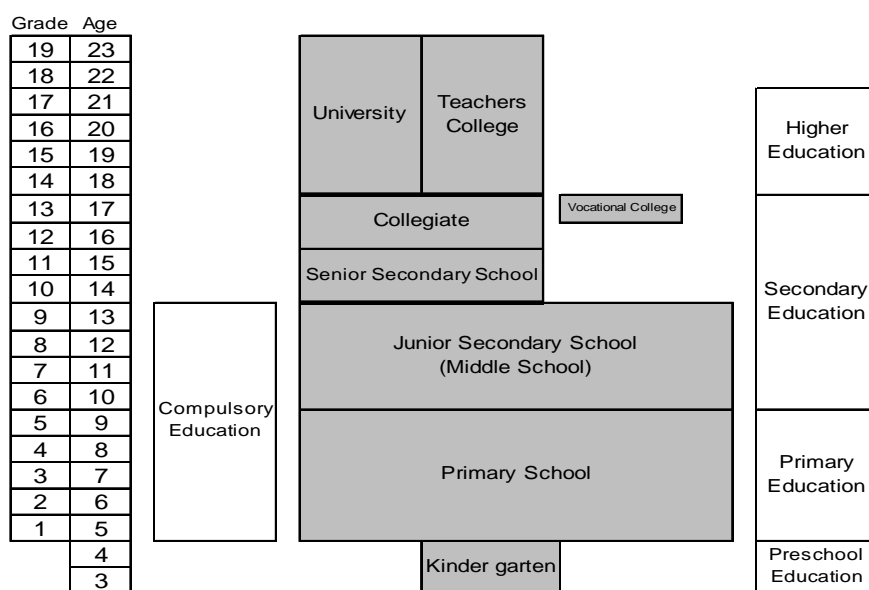 Grade Age
19 23
18 22
17 21
16 20
15 19
14 18
13 17
12 16
11 15
10 14
9 13
8 12
7 11
6 10
5 9
4 8
3 7
2 6
1 5
4
3
Compulsory
Education
University
Teachers
College
Collegiate
Vocational College
Senior Secondary School
Junior Secondary School
(Middle School)
Primary School
Kinder garten
Higher
Education
Secondary
Education
Primary
Education
Preschool
Education